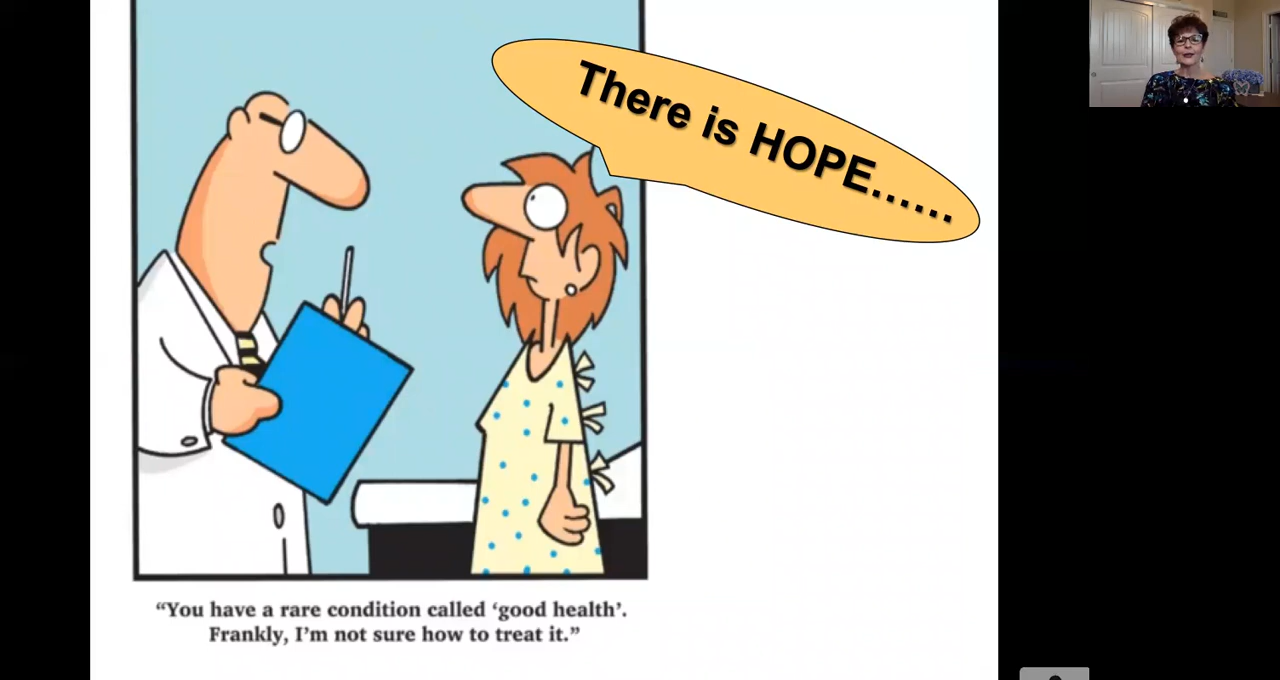 There is HOPE......
“You have a rare condition called ‘good health’.
Frankly, I’m not sure how to treat it.”